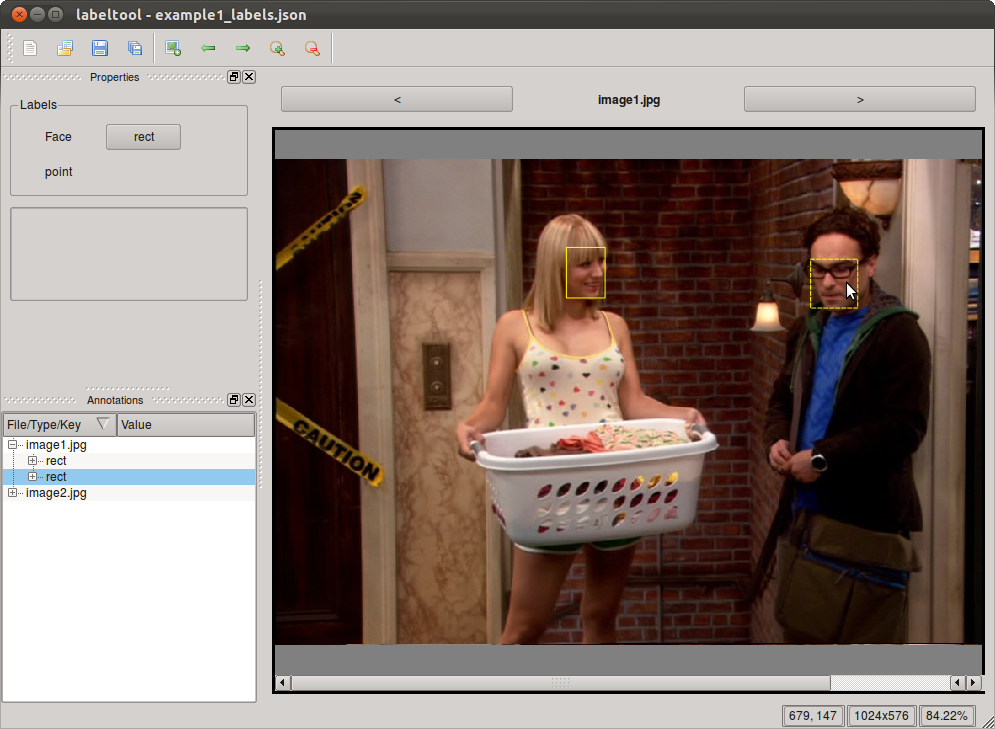 labeltool - example1_labels.json
Properties
Labels
Face rect
point
Annotations
File/Type/Key Value
image1.jpg
rect
rect
image2.jpg
< image1.jpg >
CAUTION
CAUTION
679, 147 1024x576 84.22%